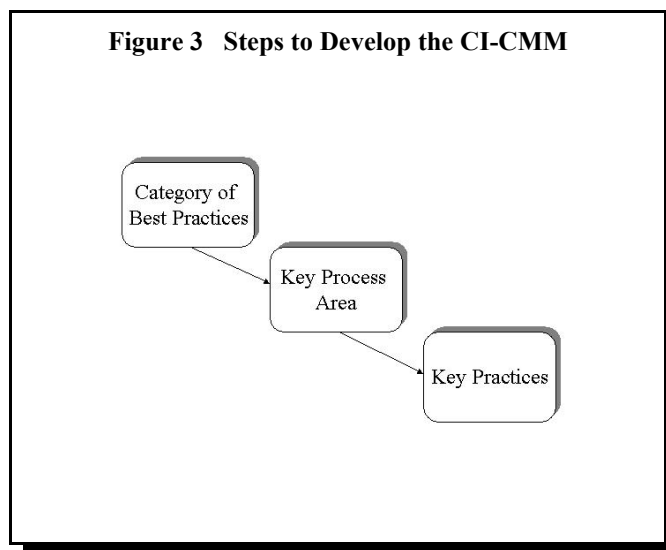 Figure 3 Steps to Develop the CI-CMM
Category of
Best Practices
Key Process
Area
Key Practices